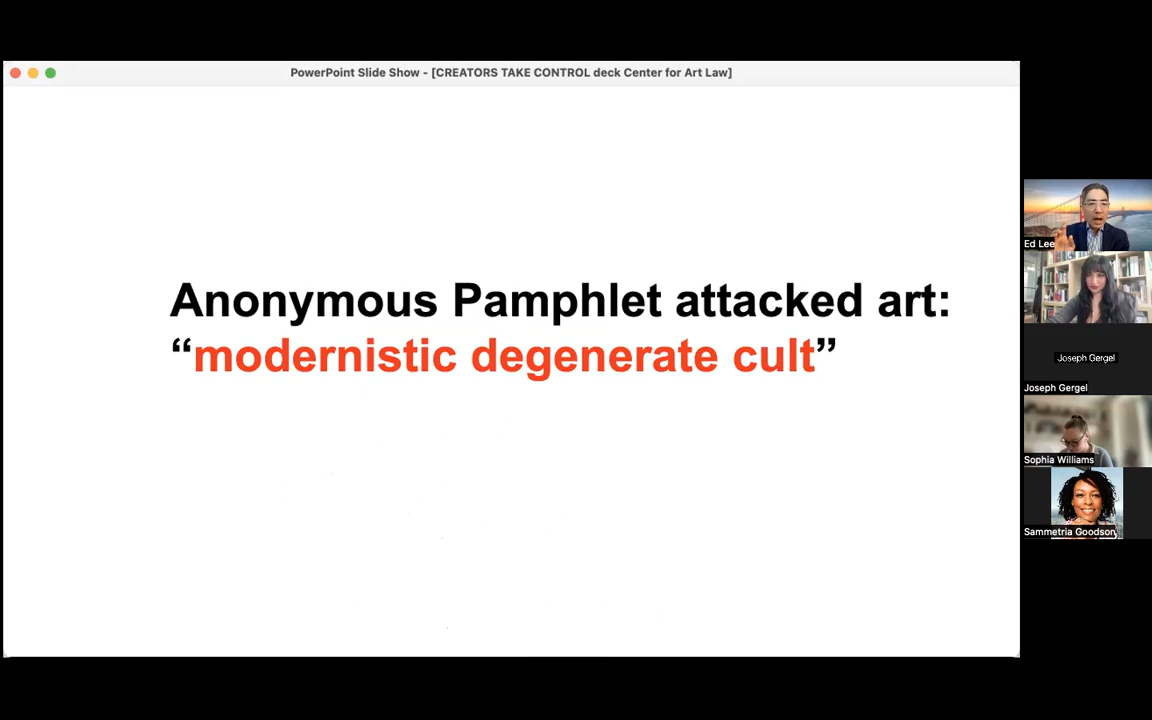 PowerPoint Slide Show - [CREATORS TAKE CONTROL deck Center for Art Law]
Anonymous Pamphlet attacked art:
“modernistic degenerate cult”
Ed Lee
Joseph Gergel
Joseph Gergel
Sophia Williams
Sammetria Goodson